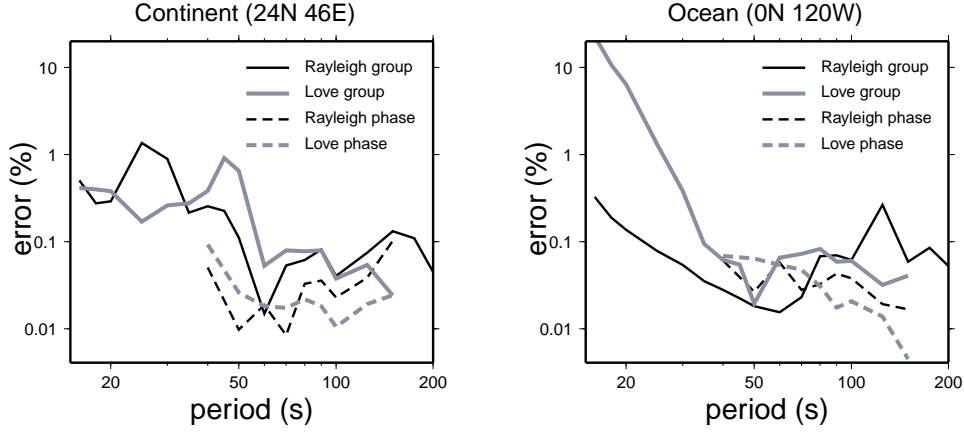 Continent (24N 46E)
error (%)
10
1
0.1
0.01
Rayleigh group
Love group
Rayleigh phase
Love phase
20
50
100
200
period (s)
Ocean (0N 120W)
error (%)
10
1
0.1
0.01
Rayleigh group
Love group
Rayleigh phase
Love phase
20
50
100
200
period (s)